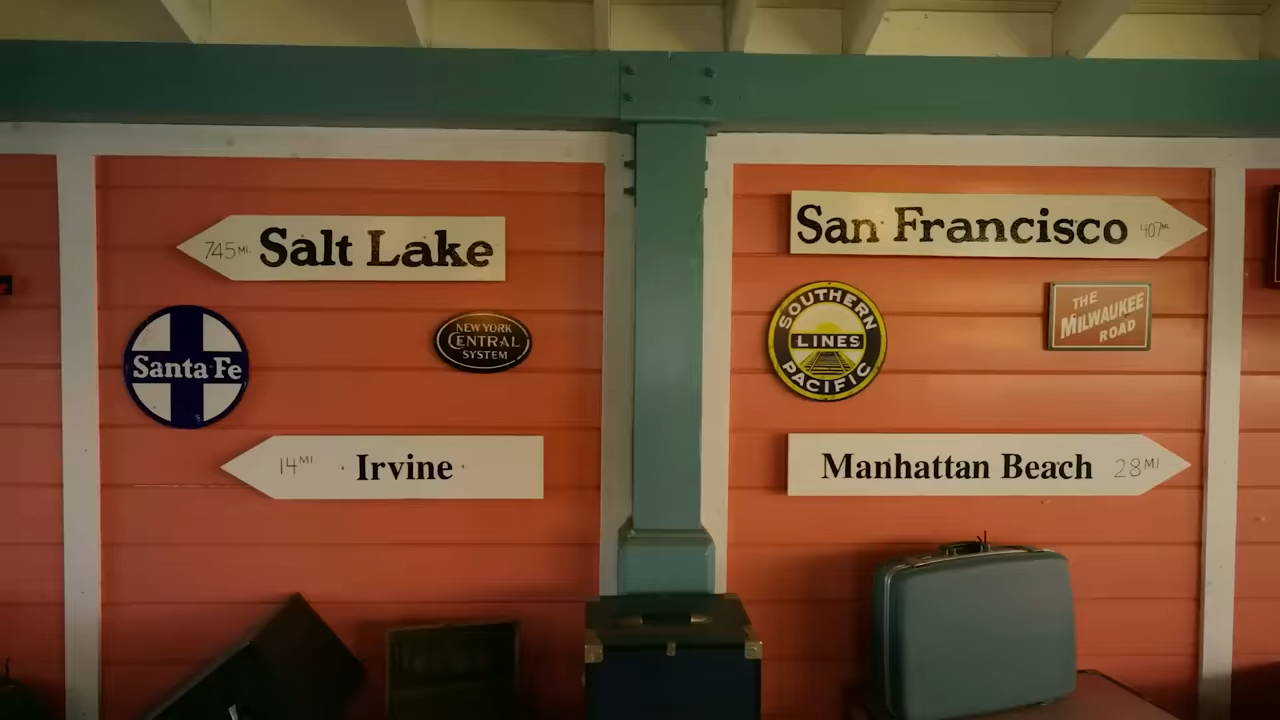 745 MI. Salt Lake
San Francisco 407 MI.
Santa Fe
NEW YORK
CENTRAL
SYSTEM
SOUTHERN
LINES
PACIFIC
THE
MILWAUKEE
ROAD
14 MI Irvine
Manhattan Beach 28 MI